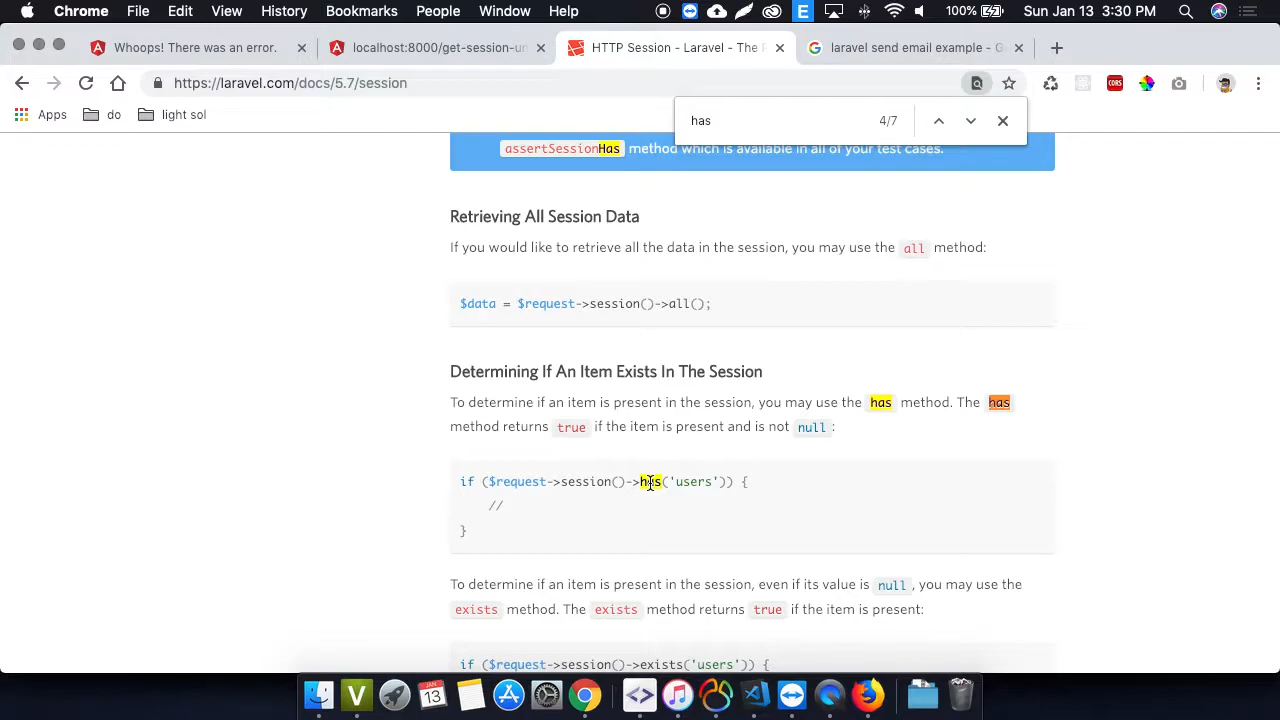 Chrome File Edit View History Bookmarks People Window Help 100% Sun Jan 13 3:30 PM
Whoops! There was an error. localhost:8000/get-session-un HTTP Session - Laravel - The P laravel send email example - G
https://laravel.com/docs/5.7/session
Apps do light sol
has 4/7
assertSessionHas method which is available in all of your test cases.
Retrieving All Session Data
If you would like to retrieve all the data in the session, you may use the all method:
$data = $request->session()->all();
Determining If An Item Exists In The Session
To determine if an item is present in the session, you may use the has method. The has
method returns true if the item is present and is not null:
if ($request->session()->has('users')) {
//
}
To determine if an item is present in the session, even if its value is null, you may use the
exists method. The exists method returns true if the item is present:
if ($request->session()->exists('users')) {